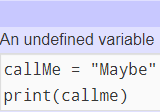 An undefined variable
callMe = "Maybe"
print(callme)